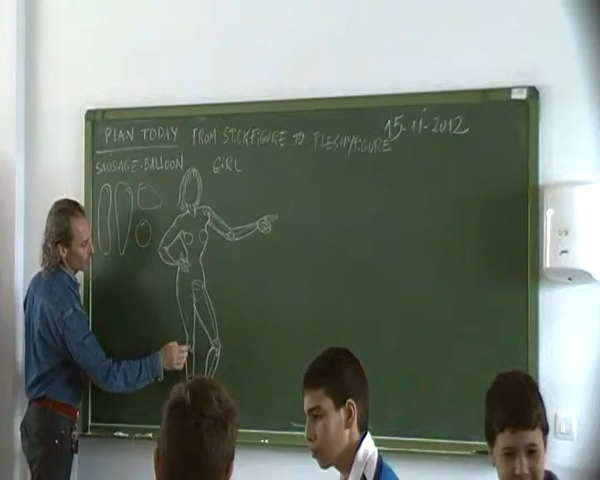 PLAN TODAY FROM STICKFIGURE TO FLESHYFIGURE 15-11-2012
SAUSAGE-BALLOON GIRL